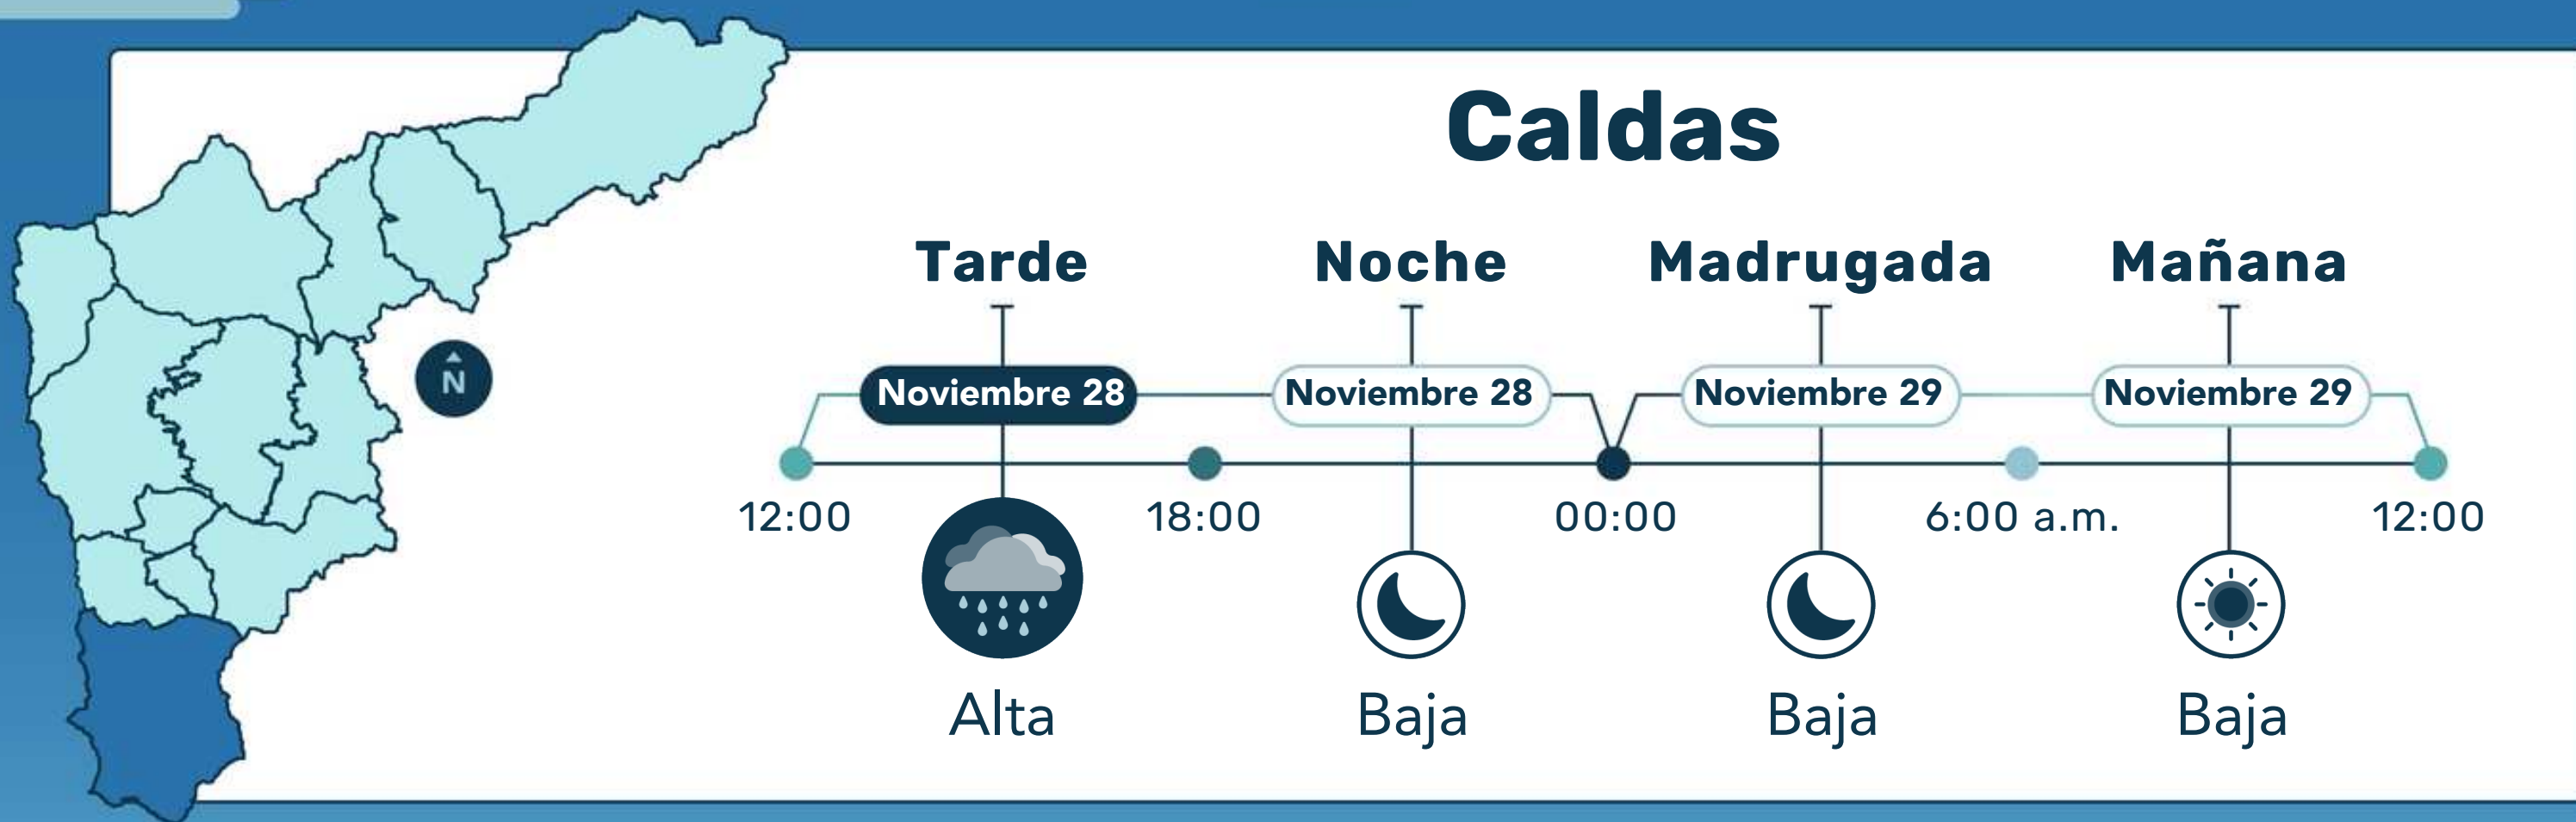 Caldas
Tarde Noche Madrugada Mañana
Noviembre 28 Noviembre 28 Noviembre 29 Noviembre 29
N
12:00 18:00 00:00 6:00 a.m. 12:00
Alta Baja Baja Baja